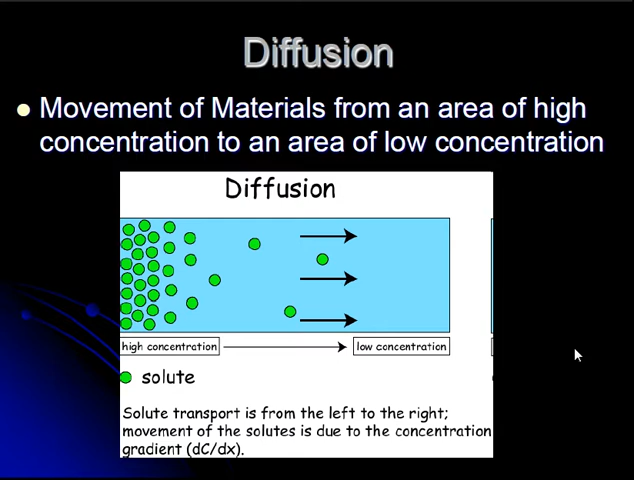 Diffusion
Movement of Materials from an area of high
concentration to an area of low concentration
Diffusion
high concentration
low concentration
solute
Solute transport is from the left to the right;
movement of the solutes is due to the concentration
gradient (dC/dx).